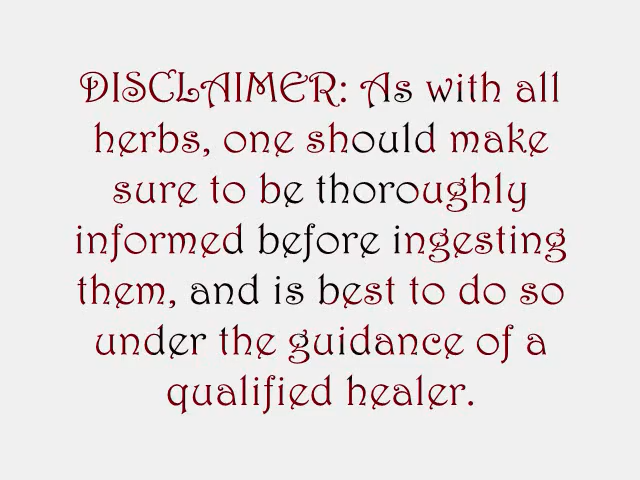 DISCLAIMER: As with all
herbs, one should make
sure to be thoroughly
informed before ingesting
them, and is best to do so
under the guidance of a
qualified healer.